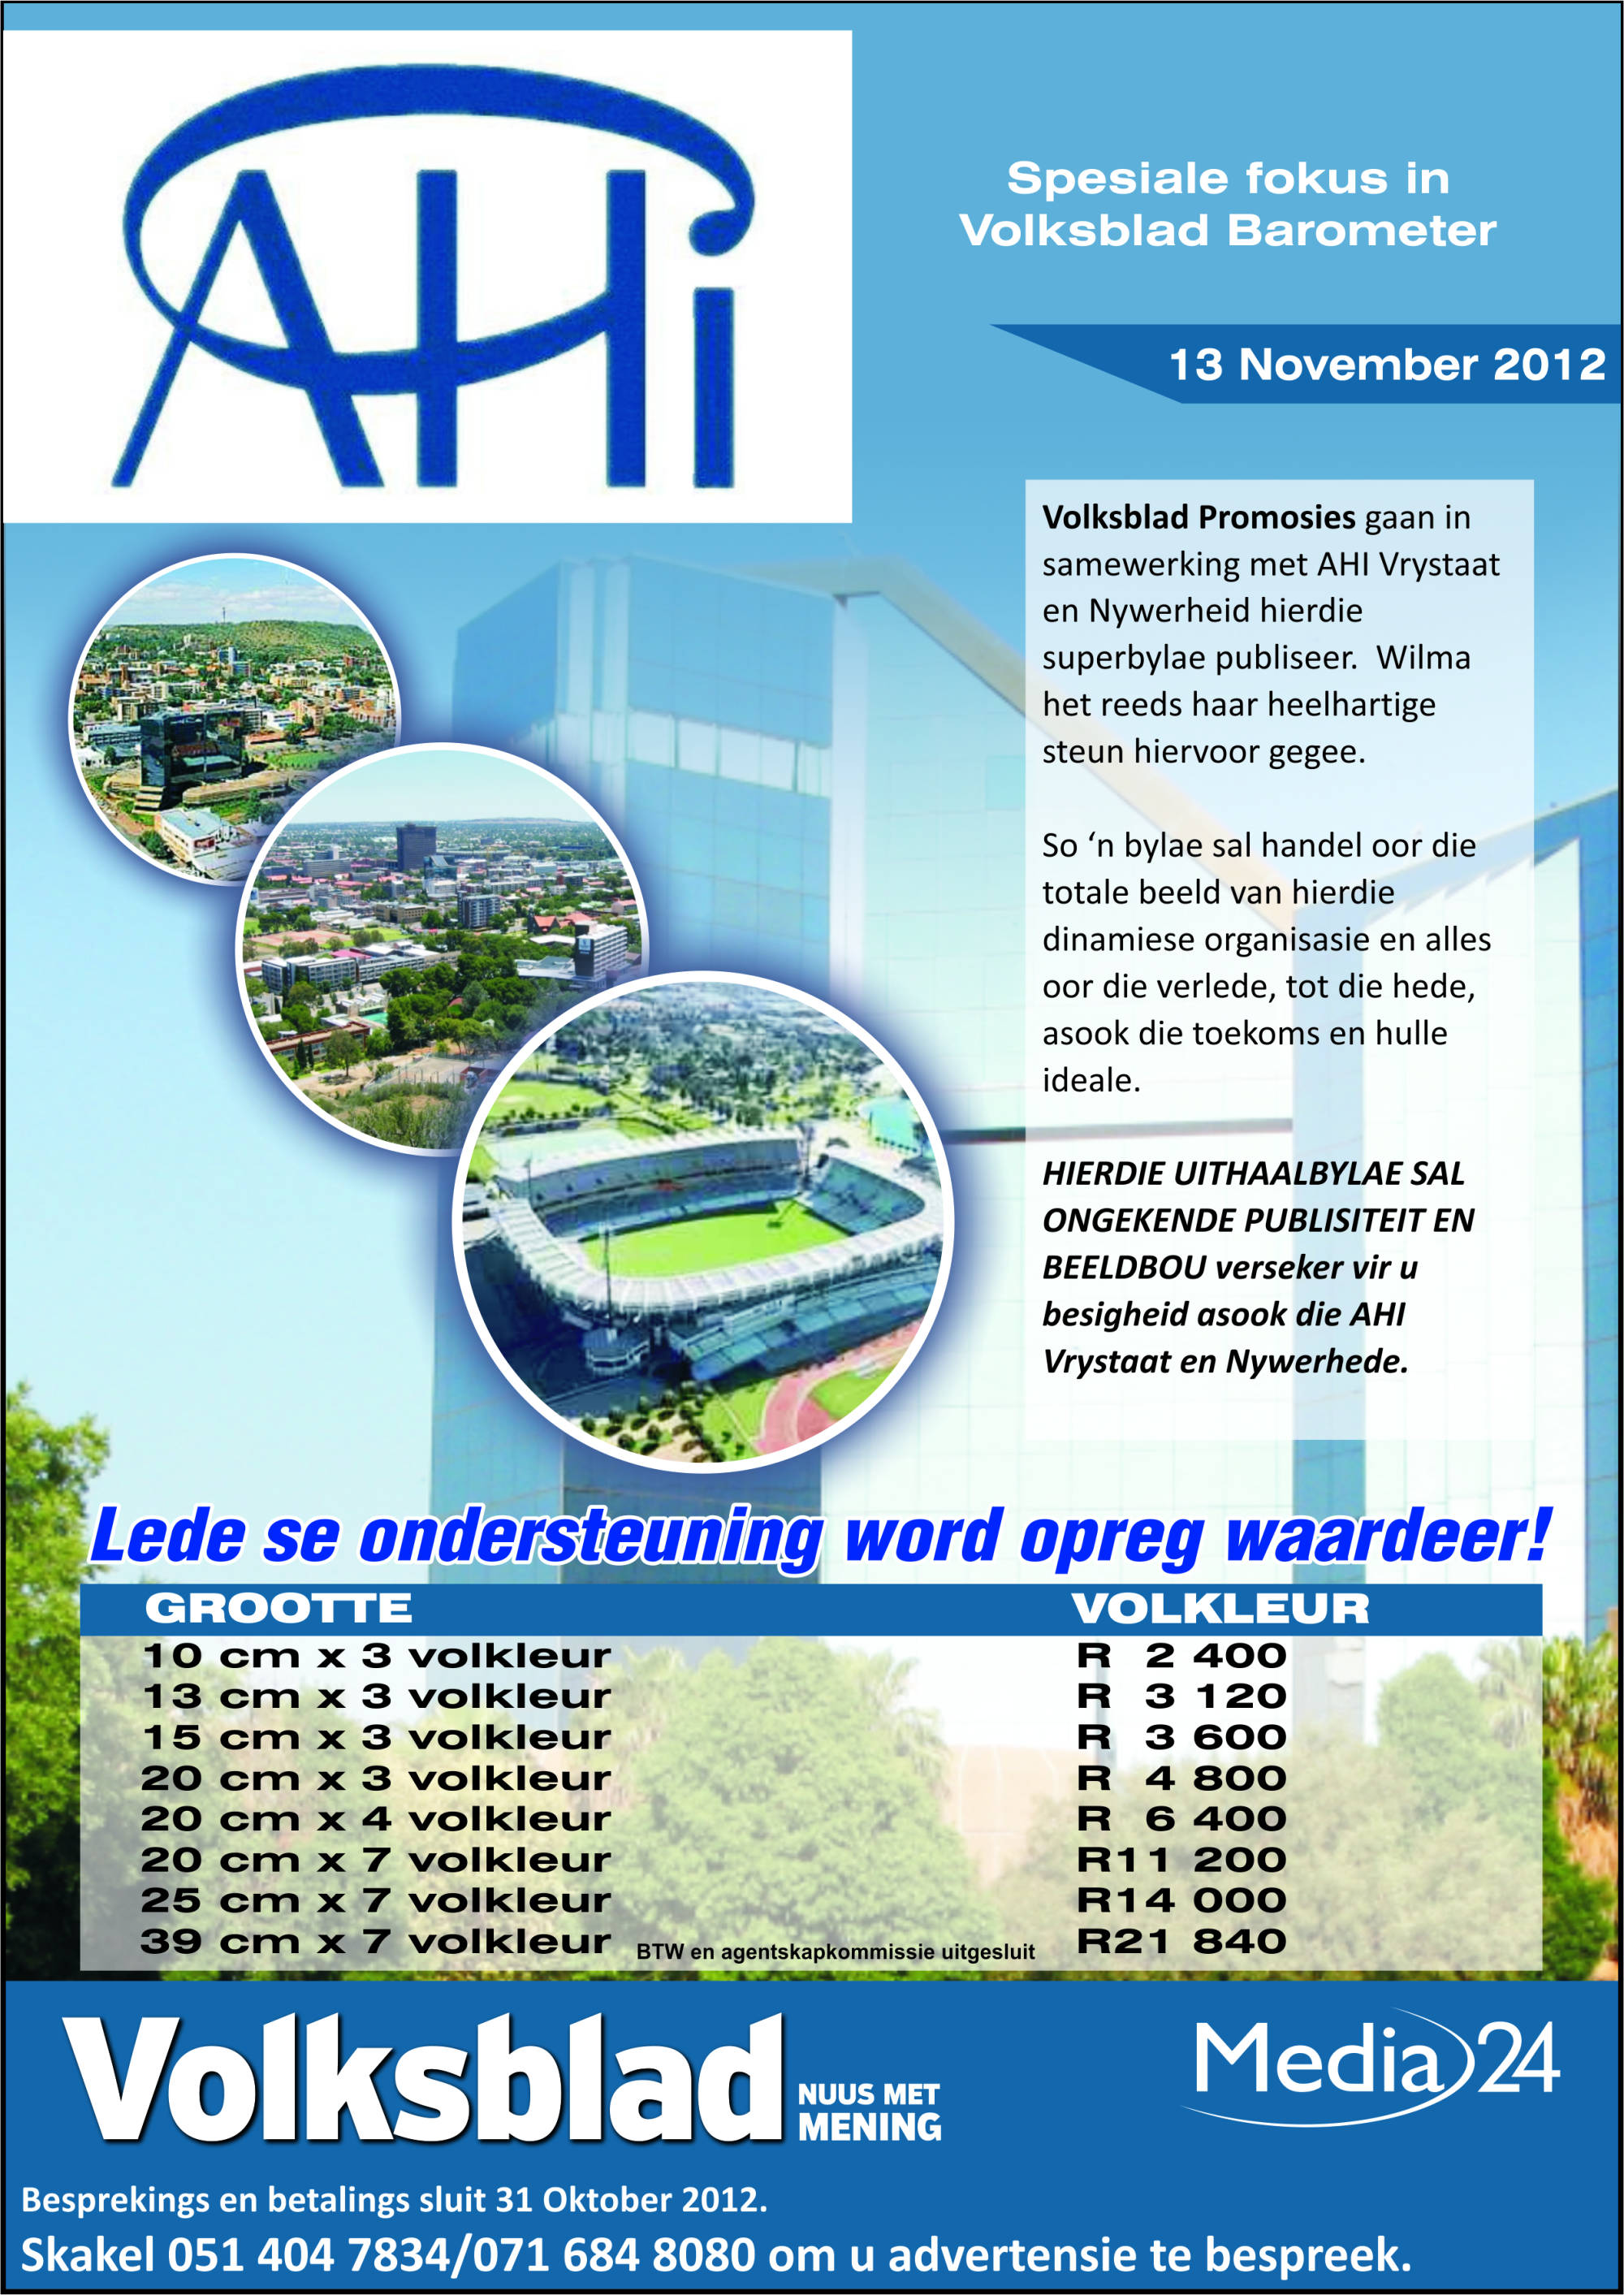 AHi
Spesiale fokus in
Volksblad Barometer
13 November 2012
Volksblad Promosies gaan in
samewerking met AHI Vrystaat
en Nywerheid hierdie
superbylae publiseer. Wilma
het reeds haar heelhartige
steun hiervoor gegee.
So ‘n bylae sal handel oor die
totale beeld van hierdie
dinamiese organisasie en alles
oor die verlede, tot die hede,
asook die toekoms en hulle
ideale.
HIERDIE UITHAALBYLAE SAL
ONGEKENDE PUBLISITEIT EN
BEELDBOU verseker vir u
besigheid asook die AHI
Vrystaat en Nywerhede.
Lede se ondersteuning word opreg waardeer!
GROOTTE VOLKLEUR
10 cm x 3 volkleur R 2 400
13 cm x 3 volkleur R 3 120
15 cm x 3 volkleur R 3 600
20 cm x 3 volkleur R 4 800
20 cm x 4 volkleur R 6 400
20 cm x 7 volkleur R11 200
25 cm x 7 volkleur R14 000
39 cm x 7 volkleur BTW en agentskapkommissie uitgesluit R21 840
Volksblad NUUS MET
MENING
Media24
Besprekings en betalings sluit 31 Oktober 2012.
Skakel 051 404 7834/071 684 8080 om u advertensie te bespreek.